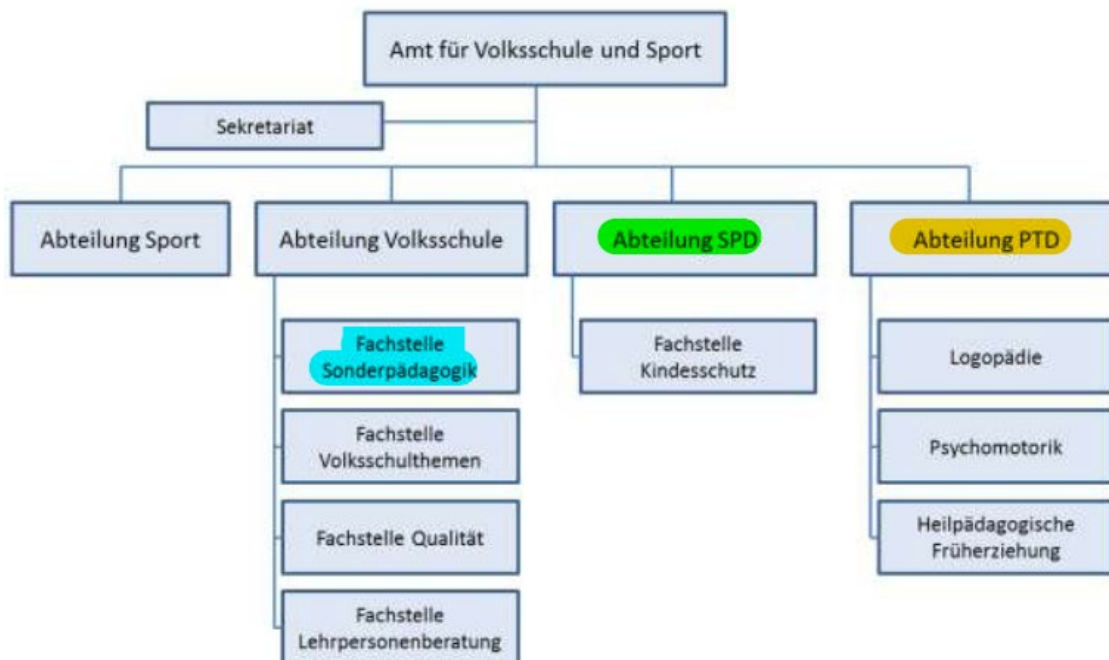 Amt für Volksschule und Sport
Sekretariat
Abteilung Sport
Abteilung Volksschule
Abteilung SPD
Abteilung PTD
Fachstelle
Sonderpädagogik
Fachstelle
Volksschulthemen
Fachstelle Qualität
Fachstelle
Lehrpersonenberatung
Fachstelle
Kindesschutz
Logopädie
Psychomotorik
Heilpädagogische
Früherziehung